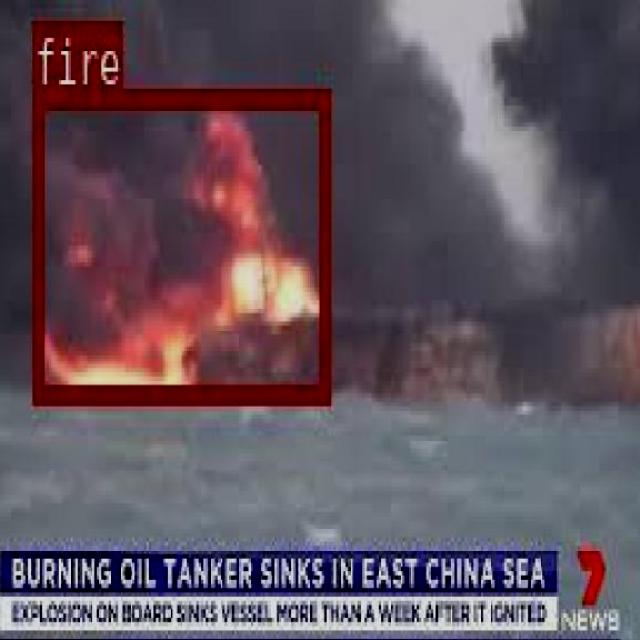 fire
BURNING OIL TANKER SINKS IN EAST CHINA SEA
EXPLOSION ON BOARD SINKS VESSEL MORE THAN A WEEK AFTER IT IGNITED
7
NEWS